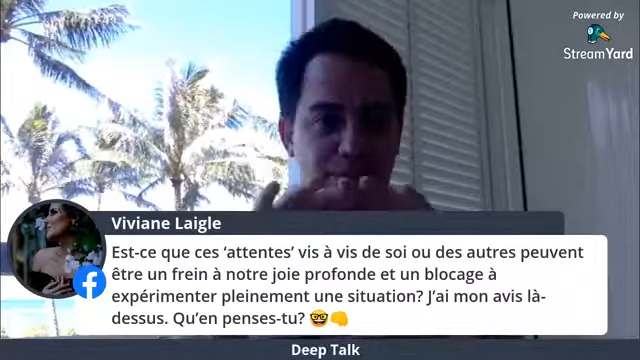 Powered by
StreamYard
Viviane Laigle
Est-ce que ces ‘attentes’ vis à vis de soi ou des autres peuvent
être un frein à notre joie profonde et un blocage à
expérimenter pleinement une situation? J’ai mon avis là-
dessus. Qu’en penses-tu? 🤓👊
Deep Talk